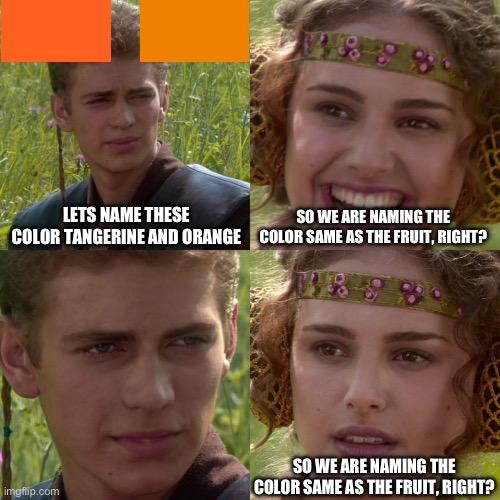 LETS NAME THESE
COLOR TANGERINE AND ORANGE
SO WE ARE NAMING THE
COLOR SAME AS THE FRUIT, RIGHT?
SO WE ARE NAMING THE
COLOR SAME AS THE FRUIT, RIGHT?
imgflip.com